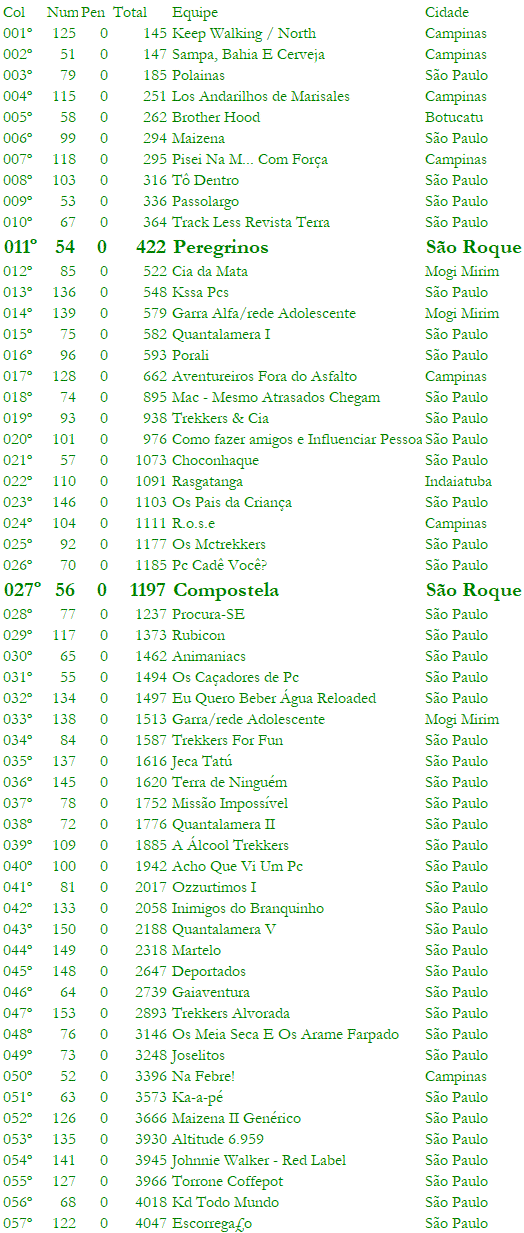 Col Num Pen Total Equipe Cidade
001º 125 0 145 Keep Walking / North Campinas
002º 51 0 147 Sampa, Bahia E Cerveja Campinas
003º 79 0 185 Polainas São Paulo
004º 115 0 251 Los Andarilhos de Marisales Campinas
005º 58 0 262 Brother Hood Botucatu
006º 99 0 294 Maizena São Paulo
007º 118 0 295 Pisei Na M... Com Força Campinas
008º 103 0 316 Tô Dentro São Paulo
009º 53 0 336 Passolargo São Paulo
010º 67 0 364 Track Less Revista Terra São Paulo
011º 54 0 422 Peregrinos São Roque
012º 85 0 522 Cia da Mata Mogi Mirim
013º 136 0 548 Kssa Pcs São Paulo
014º 139 0 579 Garra Alfa/rede Adolescente Mogi Mirim
015º 75 0 582 Quantalamera I São Paulo
016º 96 0 593 Porali São Paulo
017º 128 0 662 Aventureiros Fora do Asfalto Campinas
018º 74 0 895 Mac - Mesmo Atrasados Chegam São Paulo
019º 93 0 938 Trekkers & Cia São Paulo
020º 101 0 976 Como fazer amigos e Influenciar Pessoa São Paulo
021º 57 0 1073 Choconhaque São Paulo
022º 110 0 1091 Rasgatanga Indaiatuba
023º 146 0 1103 Os Pais da Criança São Paulo
024º 104 0 1111 R.o.s.e Campinas
025º 92 0 1177 Os Mctrekkers São Paulo
026º 70 0 1185 Pc Cadê Você? São Paulo
027º 56 0 1197 Compostela São Roque
028º 77 0 1237 Procura-SE São Paulo
029º 117 0 1373 Rubicon São Paulo
030º 65 0 1462 Animaniacs São Paulo
031º 55 0 1494 Os Caçadores de Pc São Paulo
032º 134 0 1497 Eu Quero Beber Água Reloaded São Paulo
033º 138 0 1513 Garra/rede Adolescente Mogi Mirim
034º 84 0 1587 Trekkers For Fun São Paulo
035º 137 0 1616 Jeca Tatú São Paulo
036º 145 0 1620 Terra de Ninguém São Paulo
037º 78 0 1752 Missão Impossível São Paulo
038º 72 0 1776 Quantalamera II São Paulo
039º 109 0 1885 A Álcool Trekkers São Paulo
040º 100 0 1942 Acho Que Vi Um Pc São Paulo
041º 81 0 2017 Ozzurtimos I São Paulo
042º 133 0 2058 Inimigos do Branquinho São Paulo
043º 150 0 2188 Quantalamera V São Paulo
044º 149 0 2318 Martelo São Paulo
045º 148 0 2647 Deportados São Paulo
046º 64 0 2739 Gaiaventura São Paulo
047º 153 0 2893 Trekkers Alvorada São Paulo
048º 76 0 3146 Os Meia Seca E Os Arame Farpado São Paulo
049º 73 0 3248 Joselitos São Paulo
050º 52 0 3396 Na Febre! Campinas
051º 63 0 3573 Ka-a-pé São Paulo
052º 126 0 3666 Maizena II Genérico São Paulo
053º 135 0 3930 Altitude 6.959 São Paulo
054º 141 0 3945 Johnnie Walker - Red Label São Paulo
055º 127 0 3966 Torrone Coffepot São Paulo
056º 68 0 4018 Kd Todo Mundo São Paulo
057º 122 0 4047 Escorrega£o São Paulo